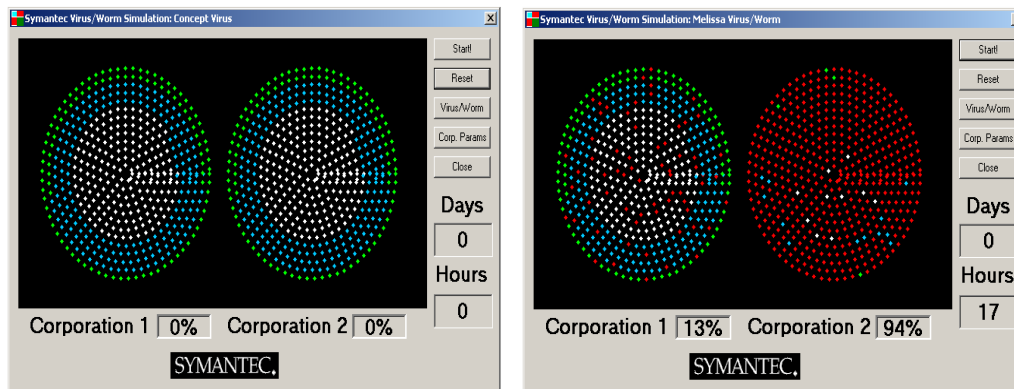 Symantec Virus/Worm Simulation: Concept Virus
X
Start!
Reset
Virus/Worm
Corp. Params
Close
Days
0
Hours
0
Corporation 1 0% Corporation 2 0%
SYMANTEC.
Symantec Virus/Worm Simulation: Melissa Virus/Worm
Start!
Reset
Virus/Worm
Corp. Params
Close
Days
0
Hours
17
Corporation 1 13% Corporation 2 94%
SYMANTEC.